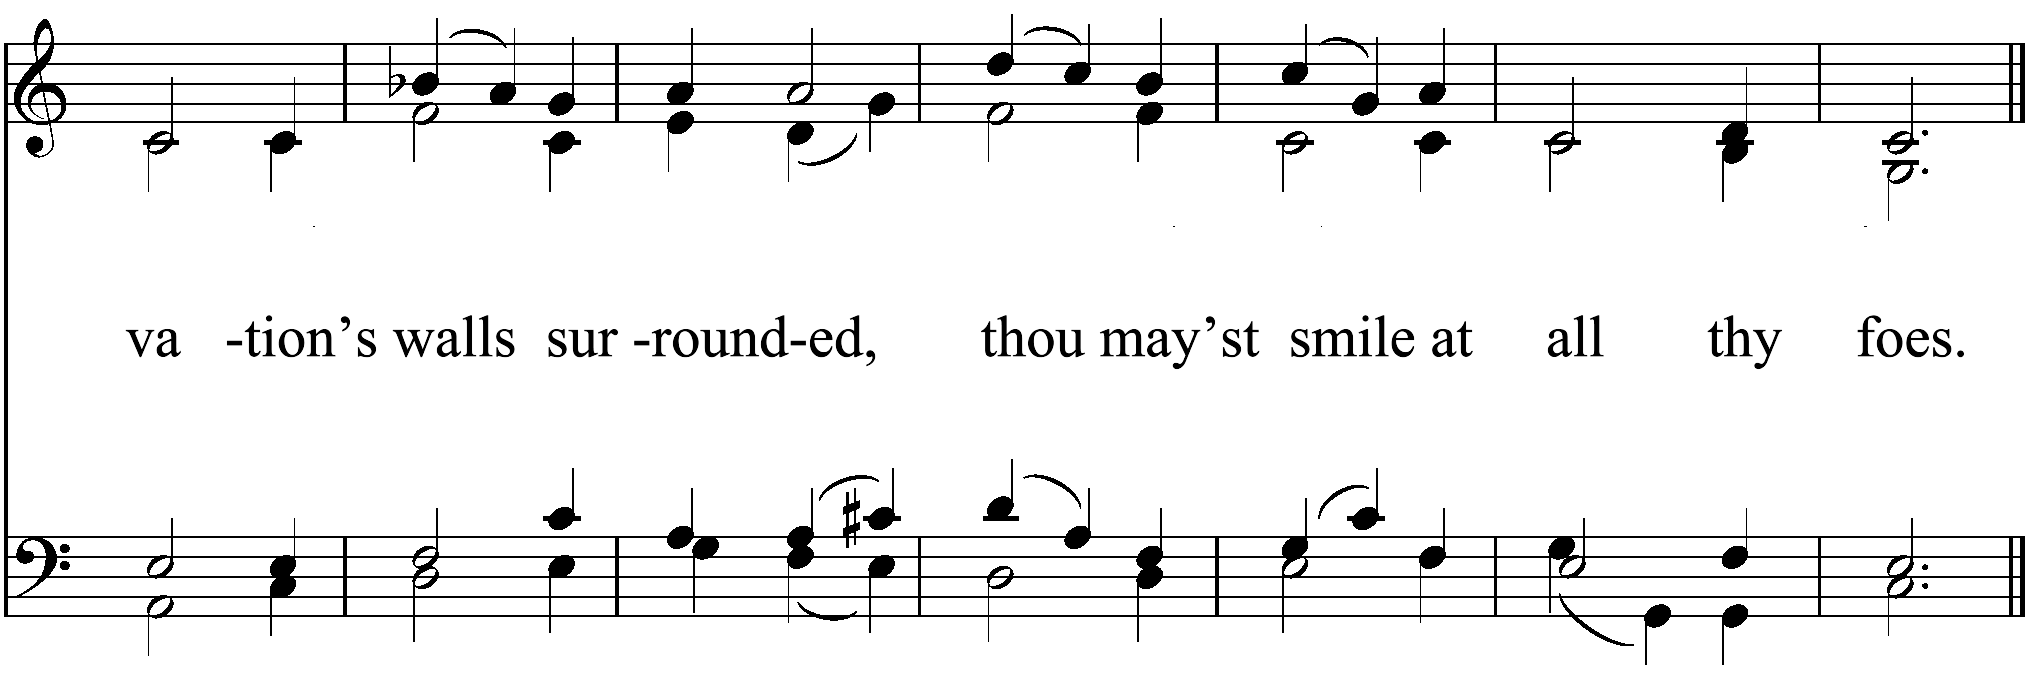 va -tion’s walls sur -round-ed, thou may’st smile at all thy foes.